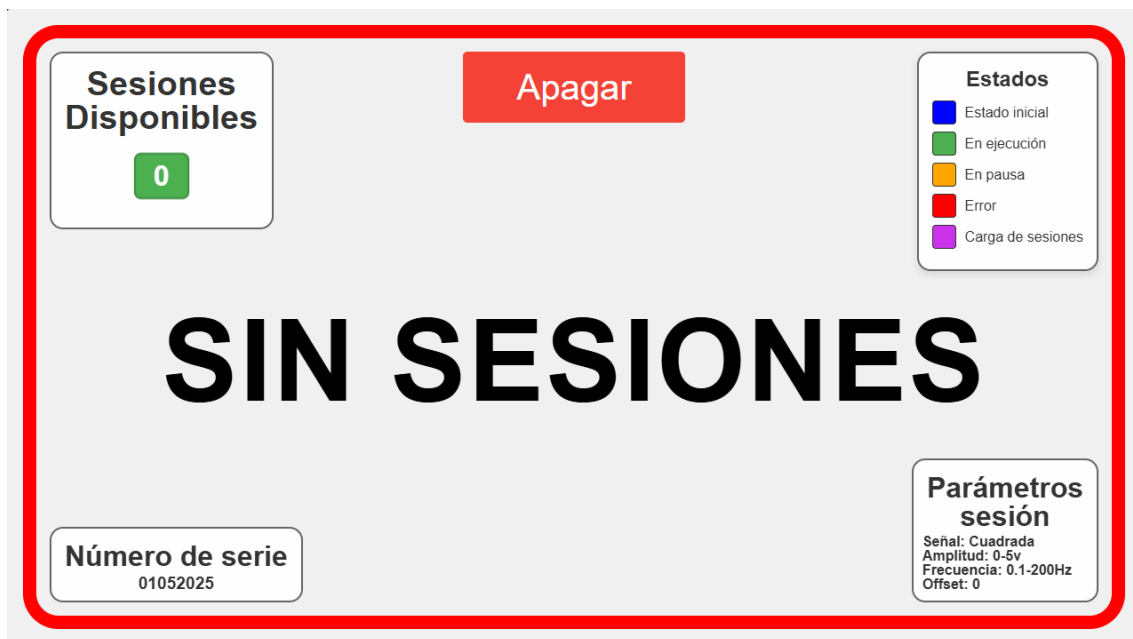 Sesiones
Disponibles
0
Apagar
Estados
Estado inicial
En ejecución
En pausa
Error
Carga de sesiones
SIN SESIONES
Número de serie
01052025
Parámetros
sesión
Señal: Cuadrada
Amplitud: 0-5v
Frecuencia: 0.1-200Hz
Offset: 0